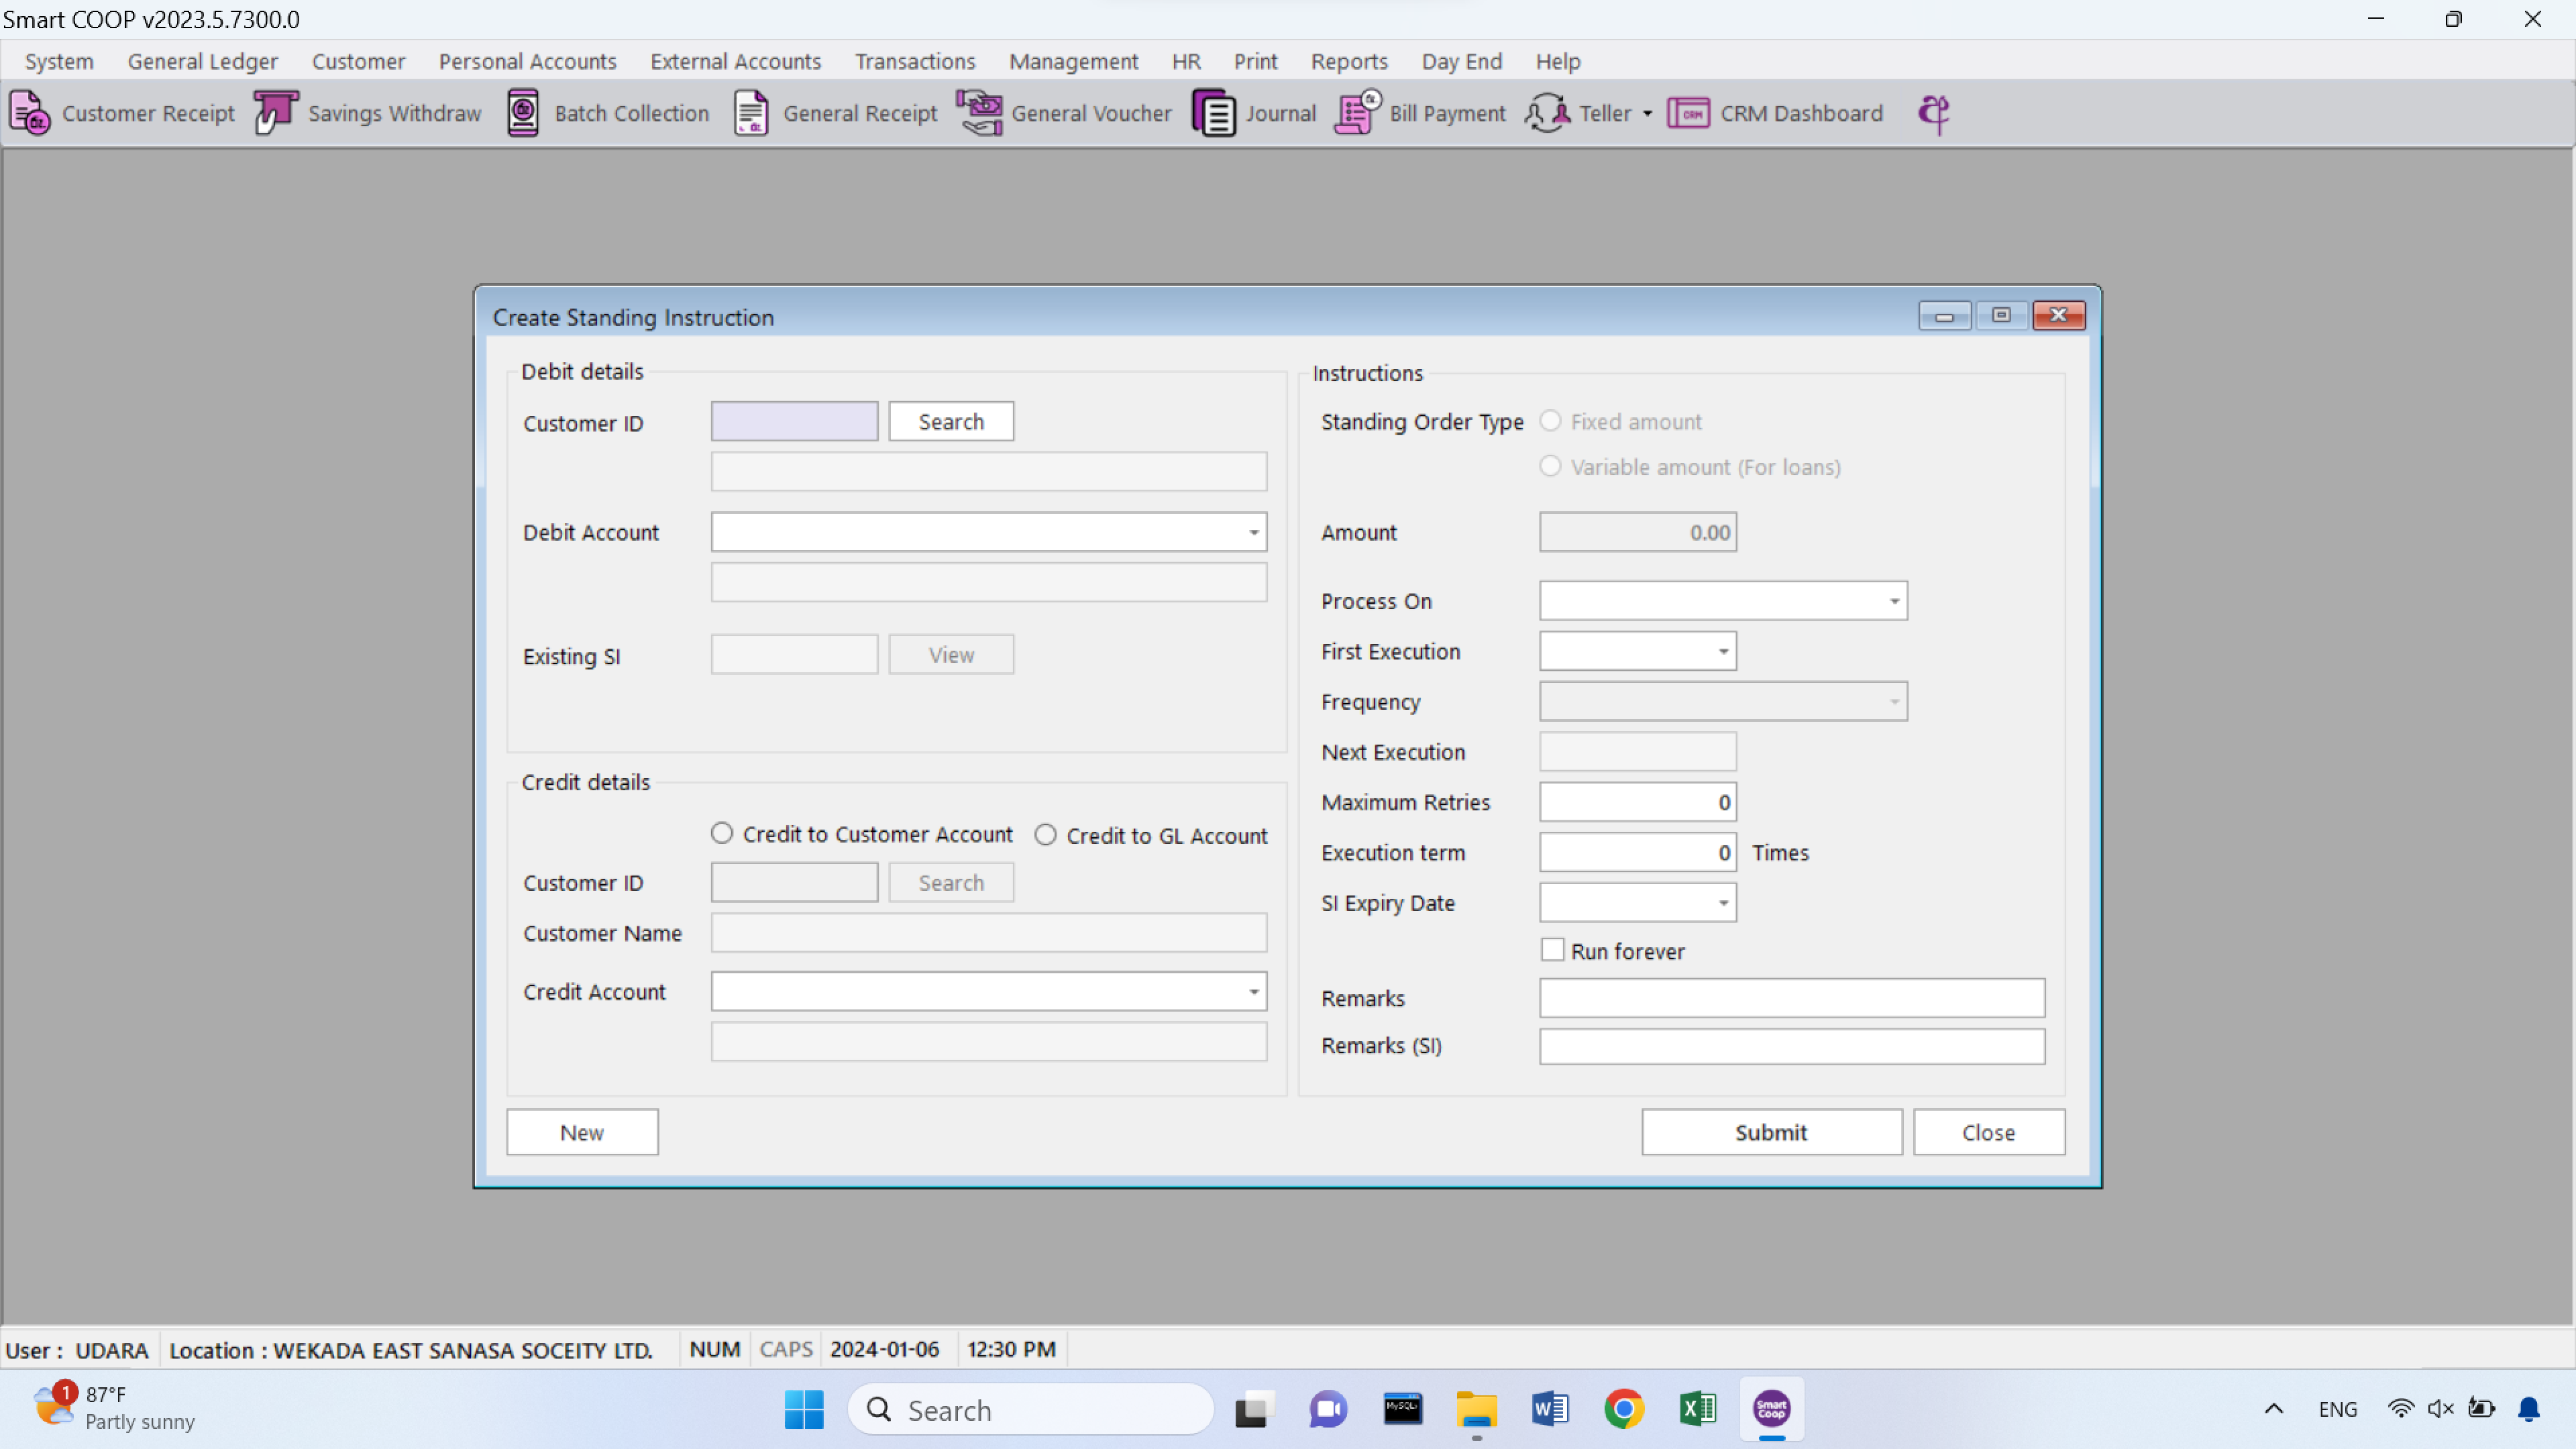 Smart COOP v2023.5.7300.0
System General Ledger Customer Personal Accounts External Accounts Transactions Management HR Print Reports Day End Help
Customer Receipt Savings Withdraw Batch Collection General Receipt General Voucher Journal Bill Payment Teller CRM CRM Dashboard අ
Create Standing Instruction
Debit details
Customer ID Search
Debit Account
Existing SI View
Credit details
Credit to Customer Account Credit to GL Account
Customer ID Search
Customer Name
Credit Account
Instructions
Standing Order Type Fixed amount
Variable amount (For loans)
Amount 0.00
Process On
First Execution
Frequency
Next Execution
Maximum Retries 0
Execution term 0 Times
SI Expiry Date
Run forever
Remarks
Remarks (SI)
New Submit Close
User : UDARA Location : WEKADA EAST SANASA SOCEITY LTD. NUM CAPS 2024-01-06 12:30 PM
1 87°F
Partly sunny
Search
MySQL
Smart
Coop
ENG